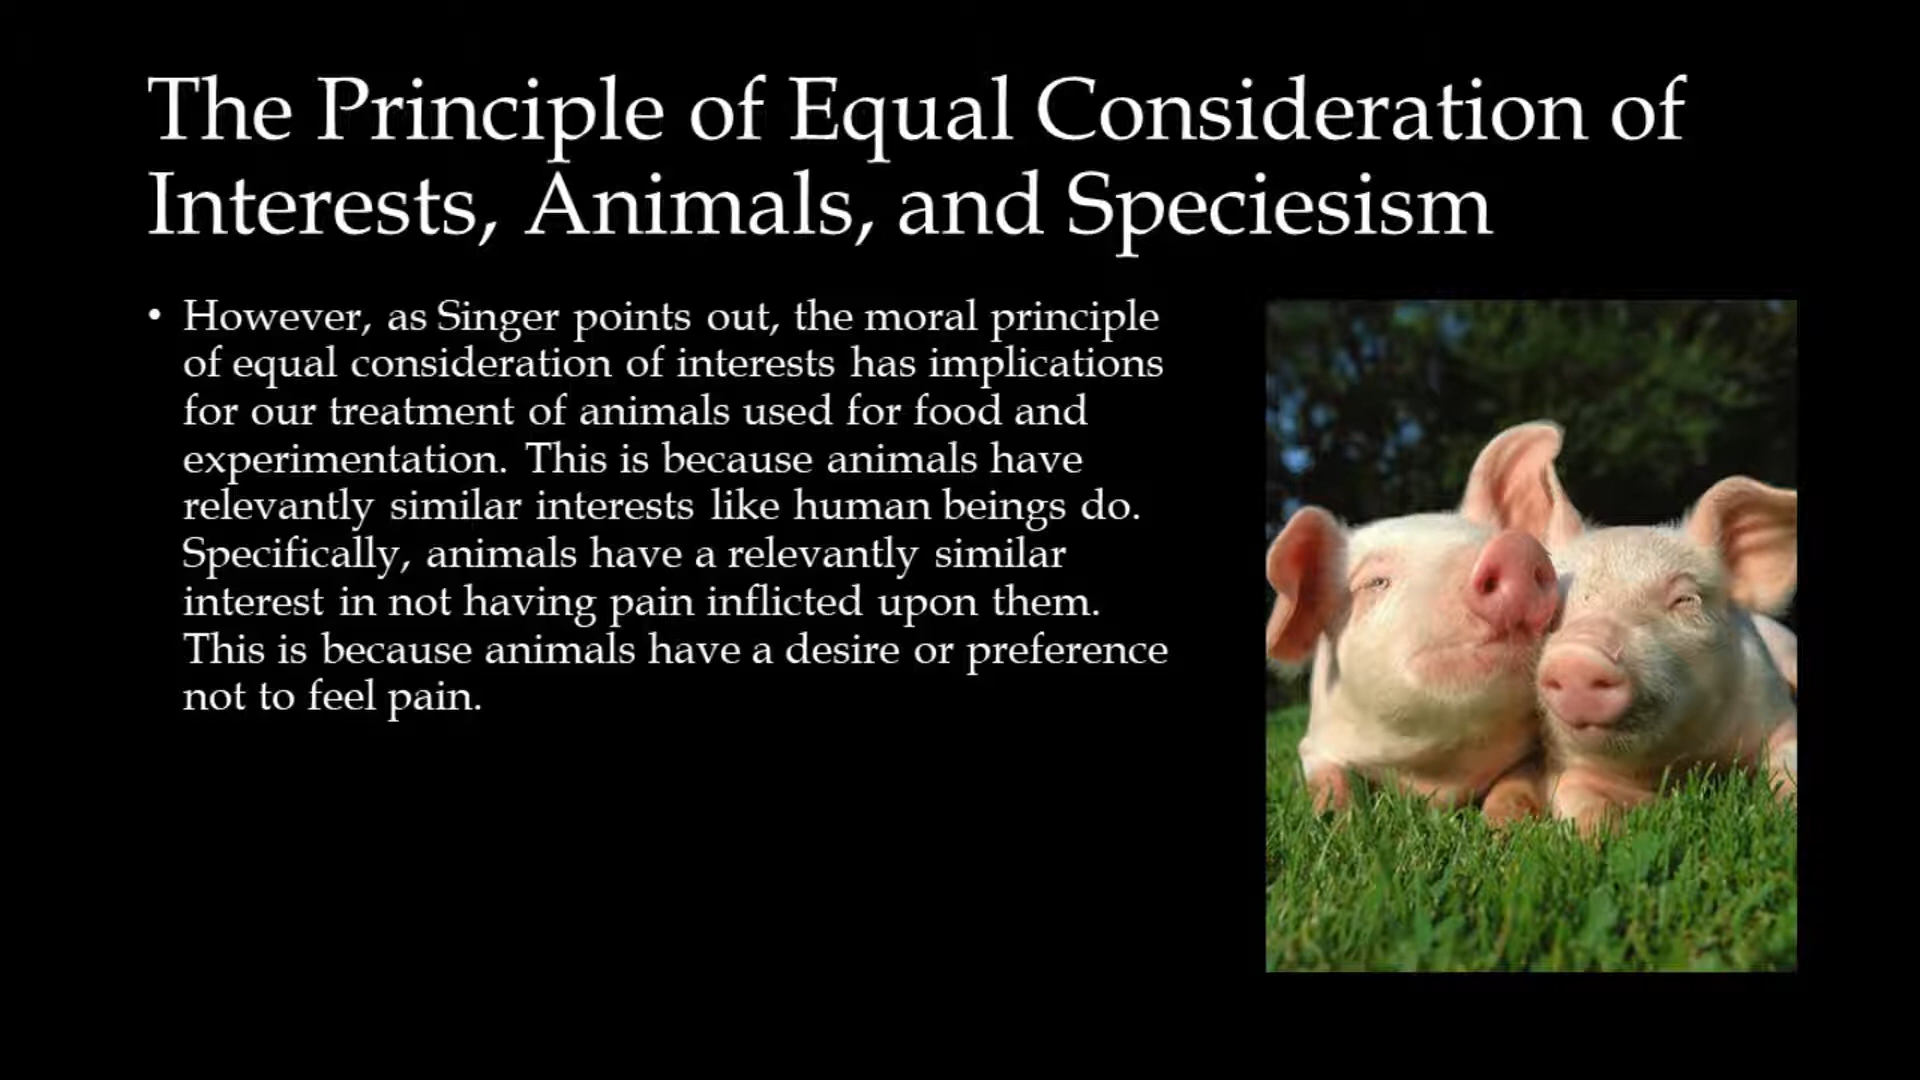 The Principle of Equal Consideration of
Interests, Animals, and Speciesism
• However, as Singer points out, the moral principle
of equal consideration of interests has implications
for our treatment of animals used for food and
experimentation. This is because animals have
relevantly similar interests like human beings do.
Specifically, animals have a relevantly similar
interest in not having pain inflicted upon them.
This is because animals have a desire or preference
not to feel pain.